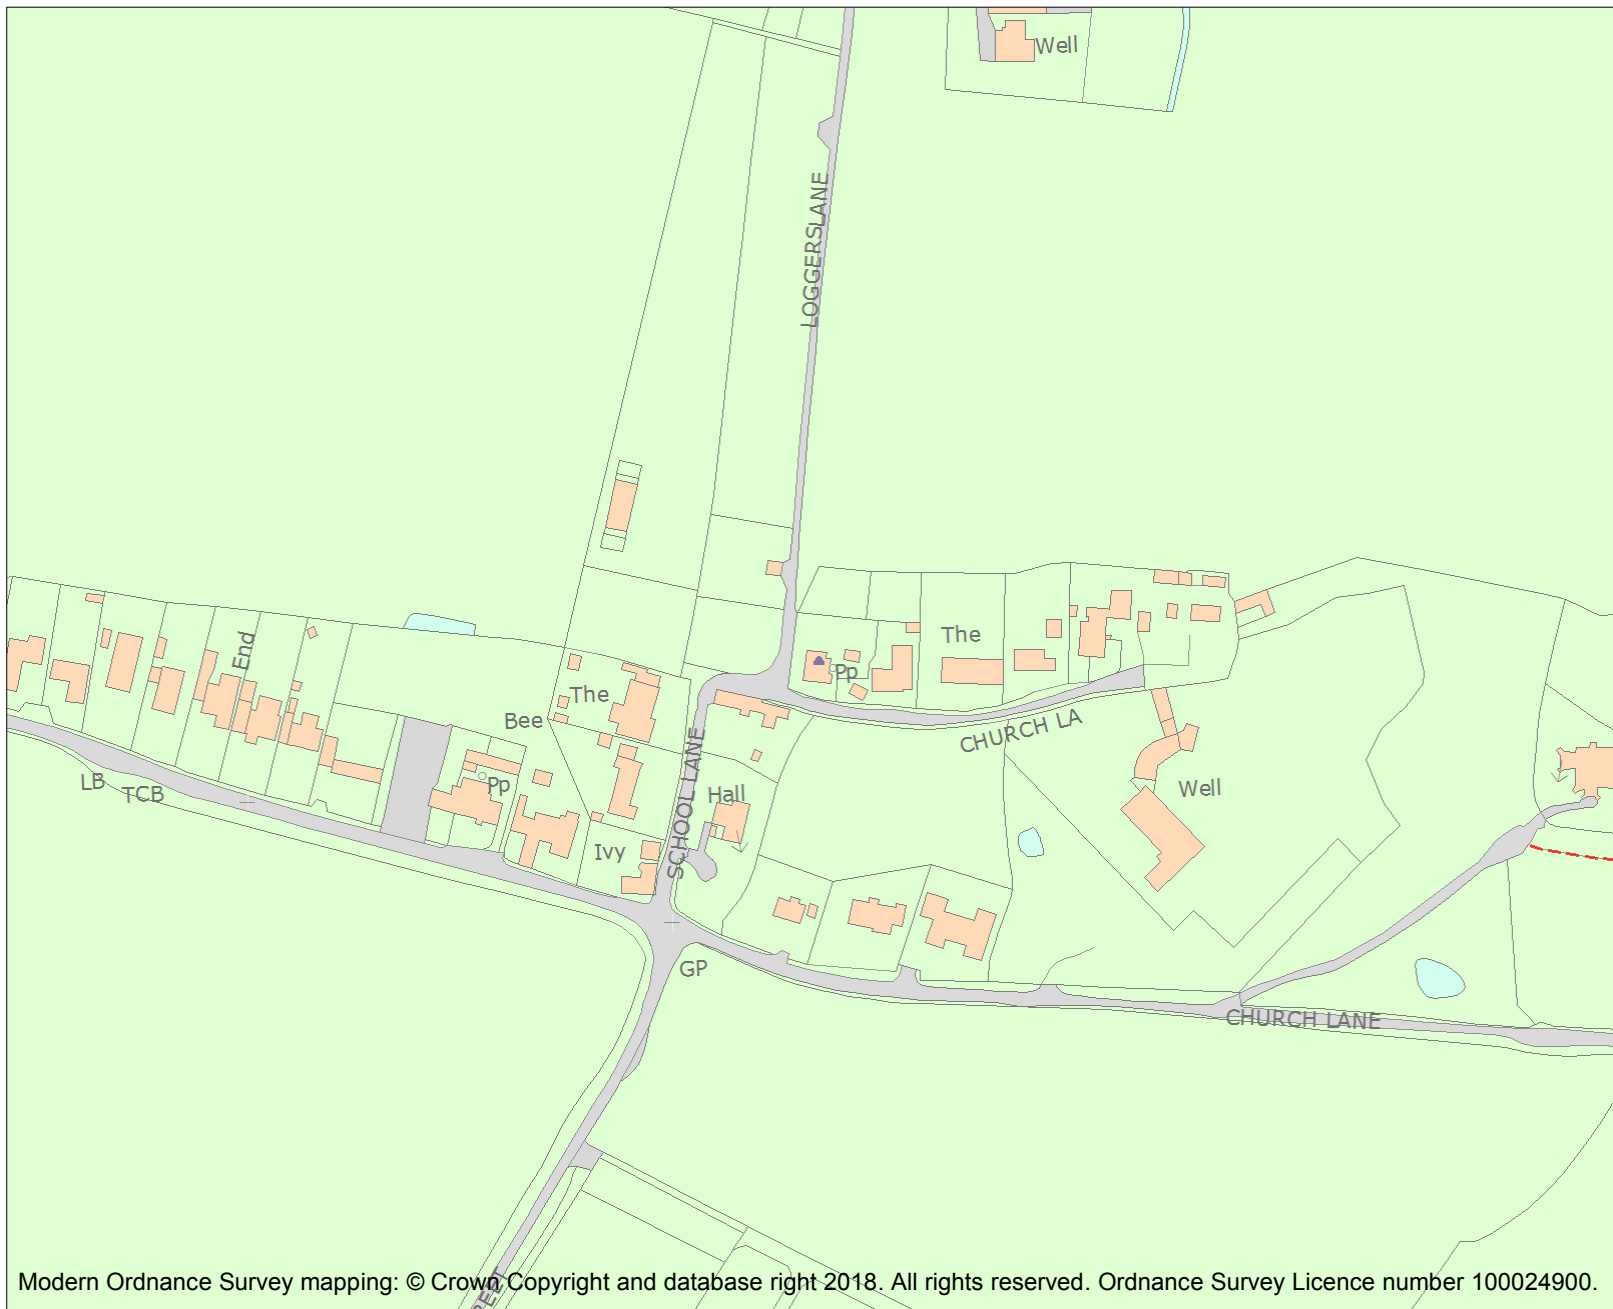 Well
LOGGERSLANE
The
End
Pp
The
Bee
SCHOOL LANE
CHURCH LA
LB
TCB
Pp
Hall
Well
Ivy
GP
CHURCH LANE
Modern Ordnance Survey mapping: © Crown Copyright and database right 2018. All rights reserved. Ordnance Survey Licence number 100024900.